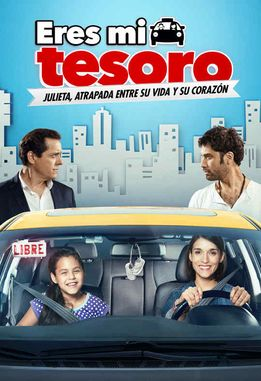 Eres mi
tesoro
JULIETA, ATRAPADA ENTRE SU VIDA Y SU CORAZÓN
LIBRE